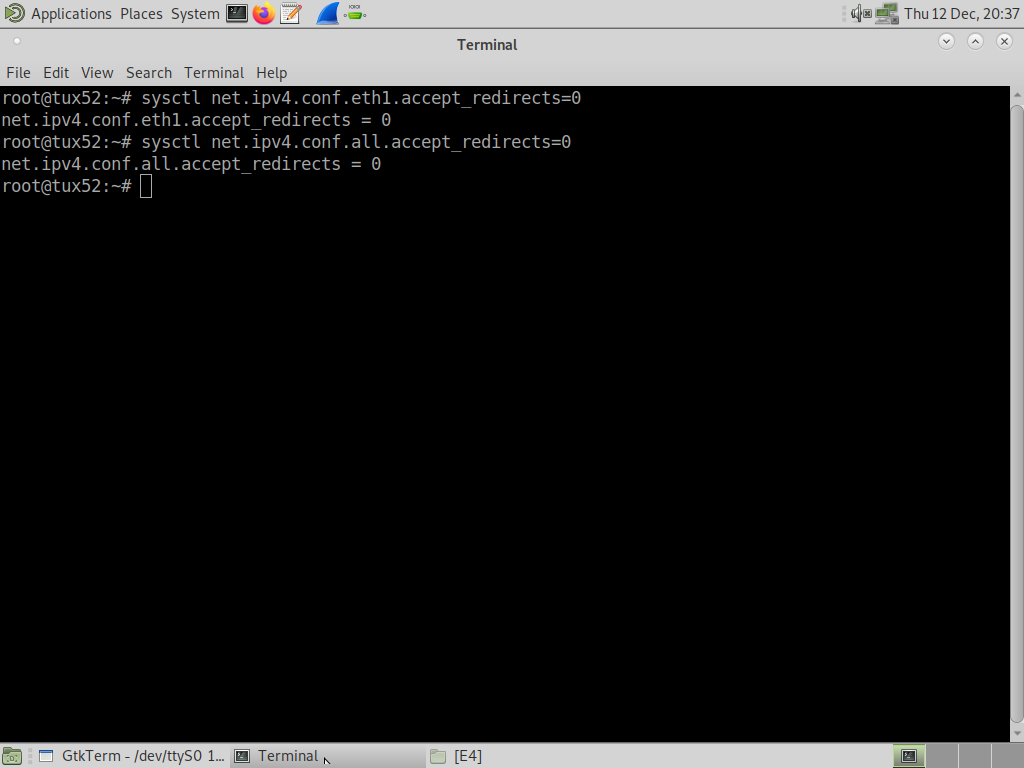 Applications Places System Thu 12 Dec, 20:37
Terminal
File Edit View Search Terminal Help
root@tux52:~# sysctl net.ipv4.conf.eth1.accept_redirects=0
net.ipv4.conf.eth1.accept_redirects = 0
root@tux52:~# sysctl net.ipv4.conf.all.accept_redirects=0
net.ipv4.conf.all.accept_redirects = 0
root@tux52:~#
GtkTerm - /dev/ttyS0 1... Terminal [E4]